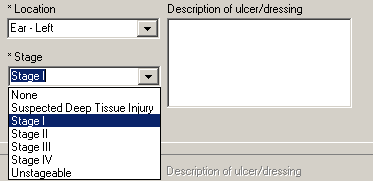 * Location
Description of ulcer/dressing
Ear - Left
* Stage
Stage I
None
Suspected Deep Tissue Injury
Stage I
Stage II
Stage III
Stage IV
Unstageable
Description of ulcer/dressing